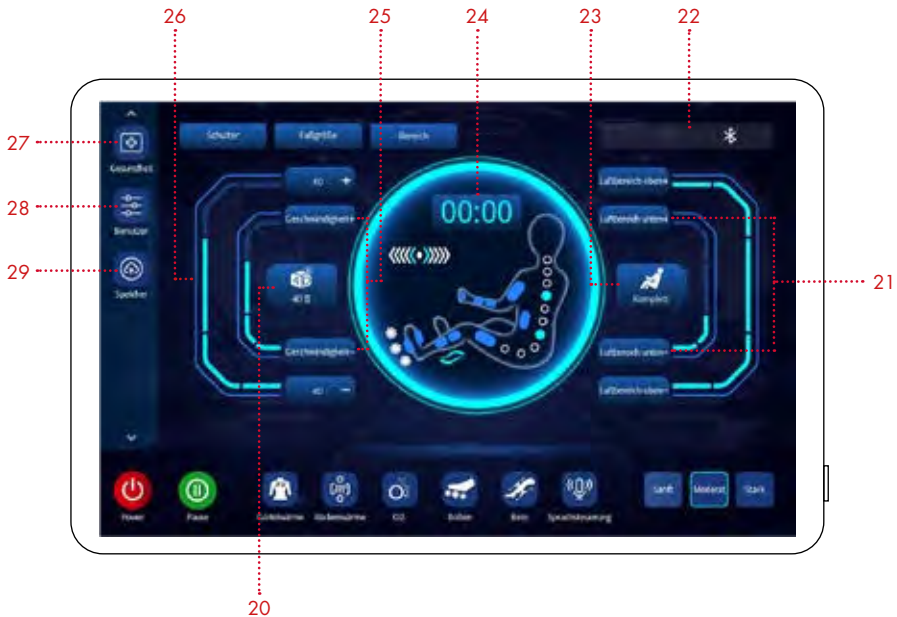 26 25 24 23 22
27
28
29
21
20
Schulter Fußgröße Bereich
Gesundheit
Benutzer
Speicher
4D +
Geschwindigkeit+
4D
Geschwindigkeit-
4D −
00:00
Luftbereich oben+
Luftbereich unten+
Komplett
Luftbereich unten-
Luftbereich oben-
Power Pause Rückenwärme O2 Rollen Bein Sprachsteuerung
Sanft Moderat Stark